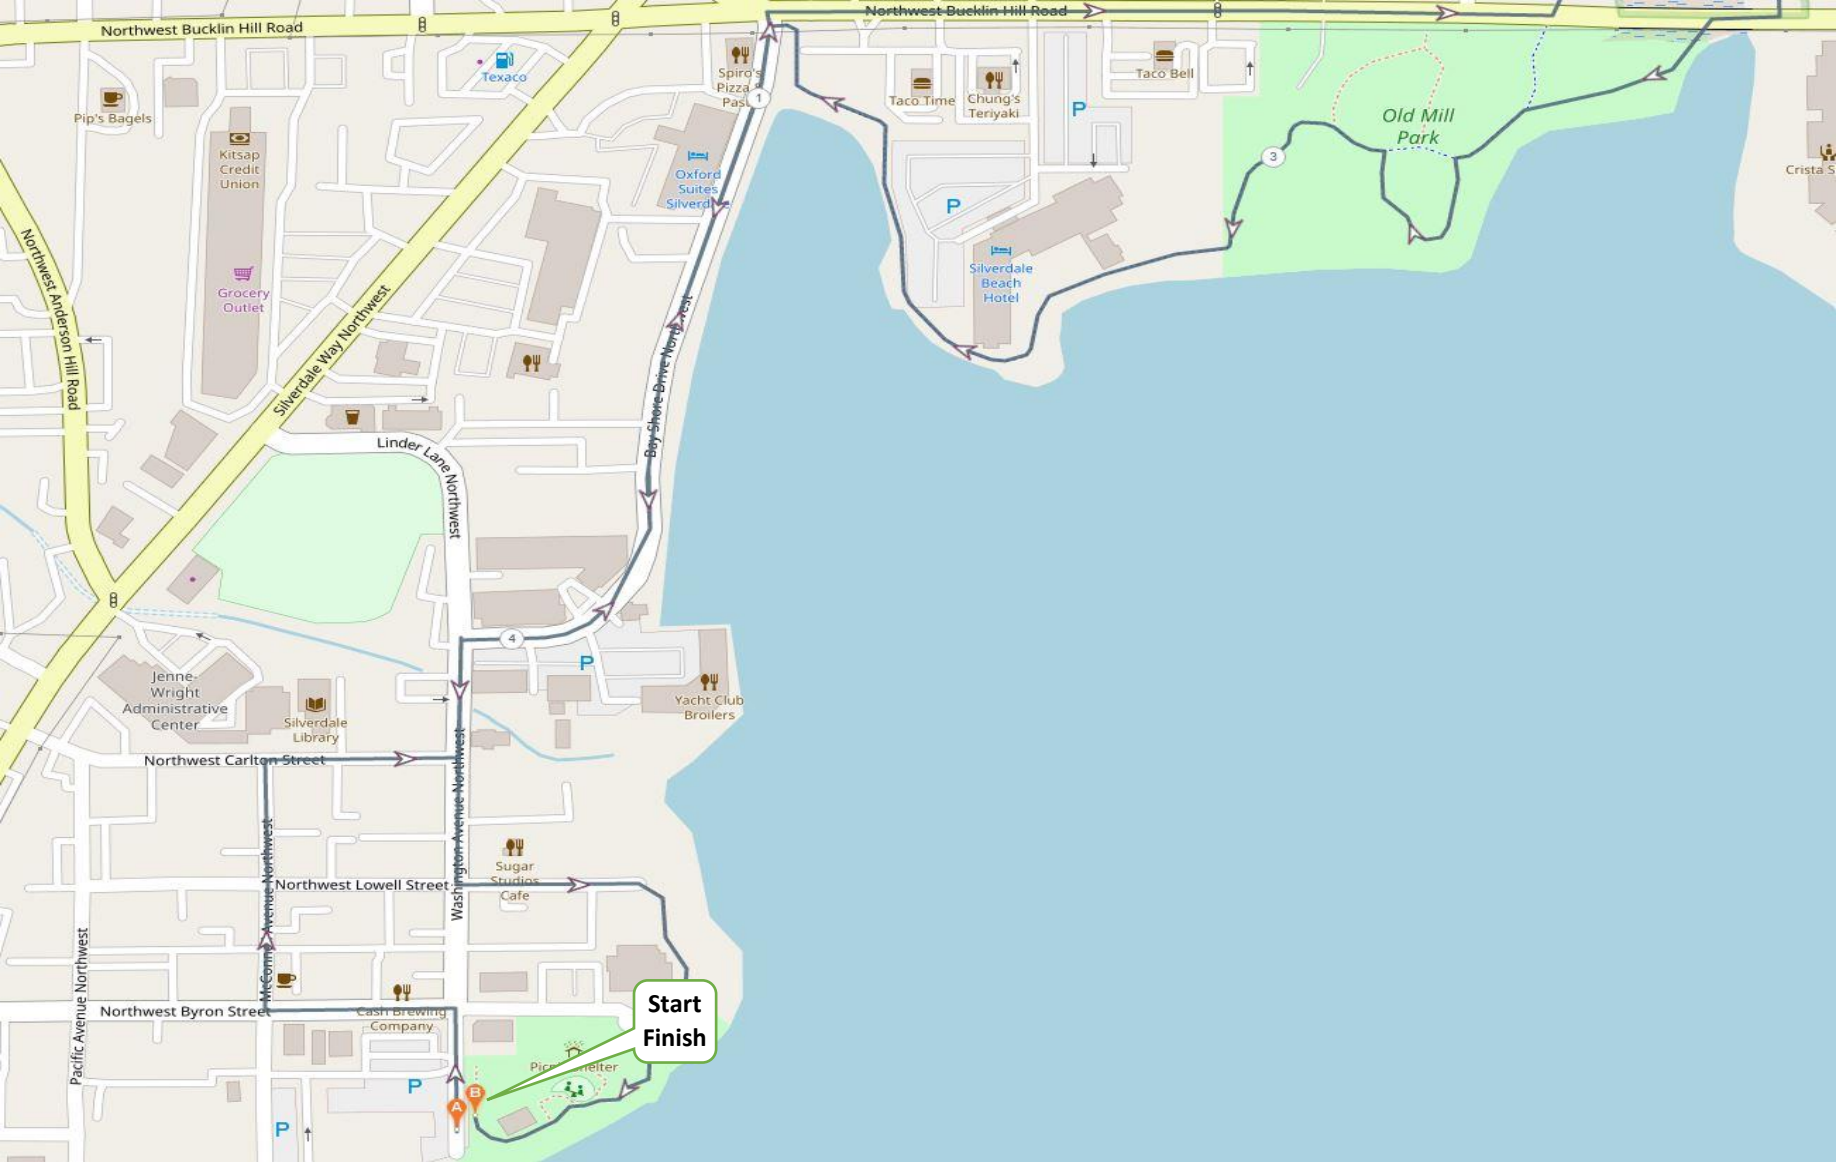 Northwest Bucklin Hill Road
Northwest Bucklin Hill Road
Texaco
Pip's Bagels
Spiro's
Pizza
1
Taco Time
Chung's
Teriyaki
Taco Bell
P
Old Mill
Park
3
Crista S
Kitsap
Credit
Union
Oxford
Suites
P
Northwest Anderson Hill Road
Grocery
Outlet
Silverdale Way Northwest
Silverdale
Beach
Hotel
Bay Shore Drive Northwest
Linder Lane Northwest
4
P
Jenne-
Wright
Administrative
Center
Silverdale
Library
Yacht Club
Broilers
Northwest Carlton Street
Washington Avenue Northwest
Sugar
Studios
Cafe
Northwest Lowell Street
Avenue Northwest
Pacific Avenue Northwest
Northwest Byron Street
Cash Brewing
Company
Start
Finish
P
B
A
P